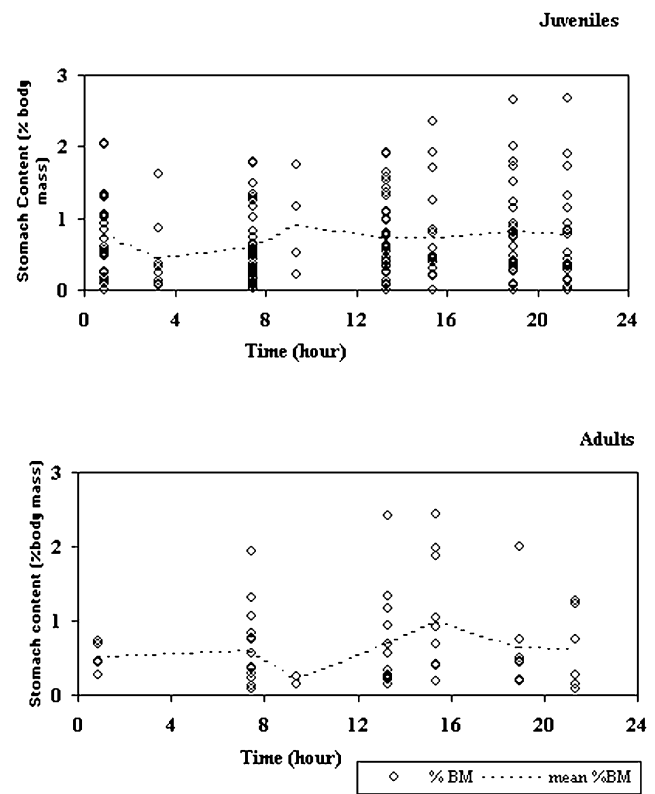 Juveniles
Stomach Content (% body
mass)
3
2
1
0
0 4 8 12 16 20 24
Time (hour)
Adults
Stomach content (%body mass)
3
2
1
0
0 4 8 12 16 20 24
Time (hour)
% BM mean %BM